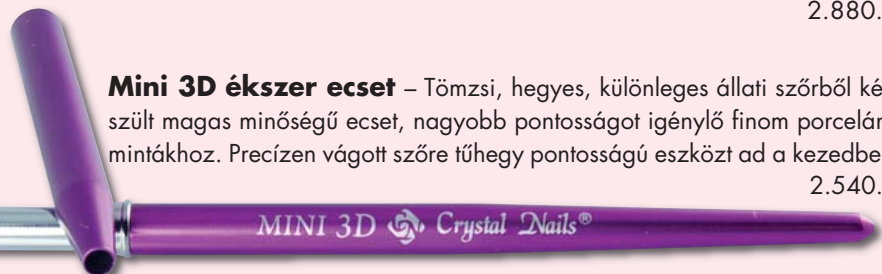 2.880.
Mini 3D ékszer ecset – Tömzsi, hegyes, különleges állati szőrből ké
szült magas minőségű ecset, nagyobb pontosságot igénylő finom porcelán
mintákhoz. Precízen vágott szőre tűhegy pontosságú eszközt ad a kezedbe
2.540.
MINI 3D Crystal Nails®